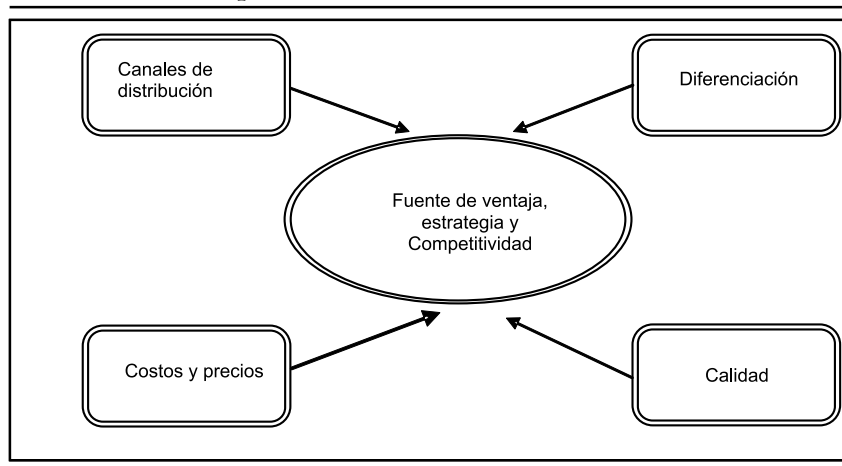 Canales de
distribución
Diferenciación
Fuente de ventaja,
estrategia y
Competitividad
Costos y precios
Calidad